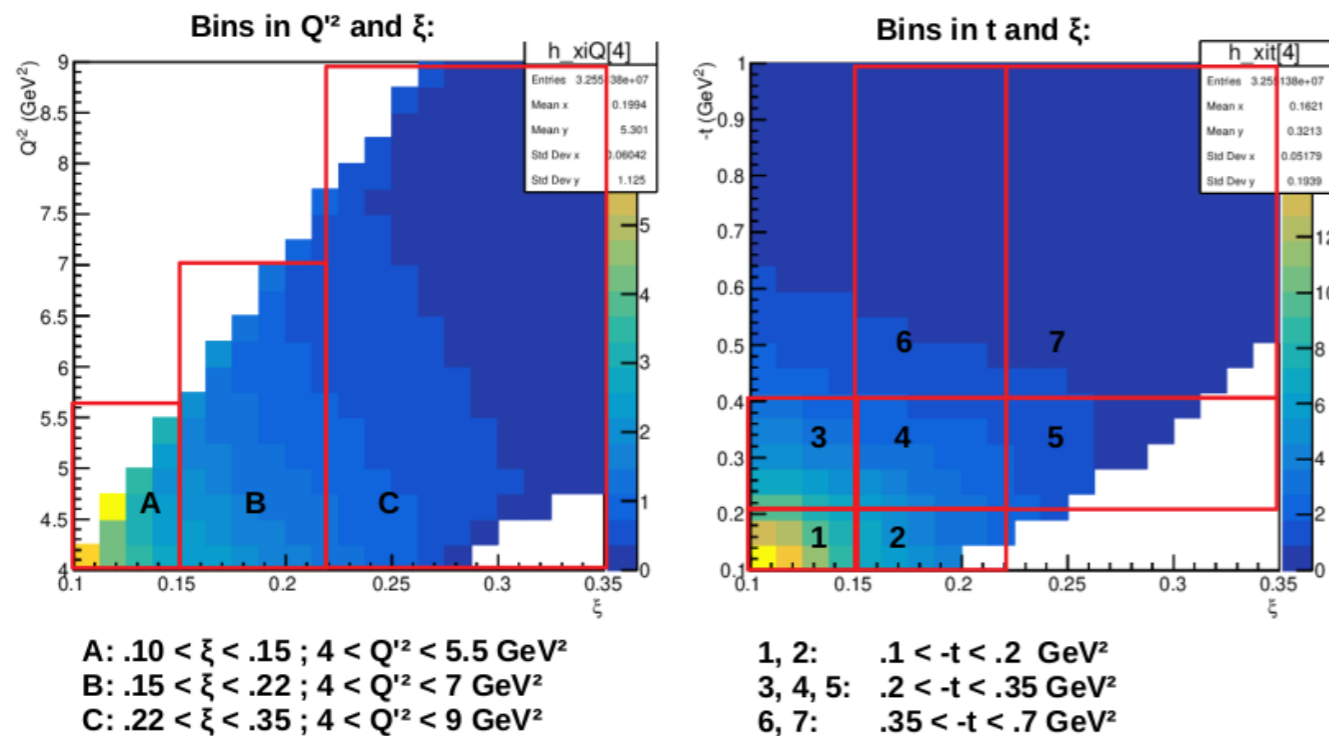 Bins in Q'² and ξ:
h_xiQ[4]
Entries 3.255138e+07
Mean x 0.1994
Mean y 5.301
Std Dev x 0.06042
Std Dev y 1.125
Q'² (GeV²)
9
8.5
8
7.5
7
6.5
6
5.5
5
4.5
4
0.1
0.15
0.2
0.25
0.3
0.35
ξ
5
4
3
2
1
0
A
B
C
A: .10 < ξ < .15 ; 4 < Q'² < 5.5 GeV²
B: .15 < ξ < .22 ; 4 < Q'² < 7 GeV²
C: .22 < ξ < .35 ; 4 < Q'² < 9 GeV²
Bins in t and ξ:
h_xit[4]
Entries 3.255138e+07
Mean x 0.1621
Mean y 0.3213
Std Dev x 0.05179
Std Dev y 0.1939
-t (GeV²)
1
0.9
0.8
0.7
0.6
0.5
0.4
0.3
0.2
0.1
0.1
0.15
0.2
0.25
0.3
0.35
ξ
12
10
8
6
4
2
0
6
7
3
4
5
1
2
1, 2: .1 < -t < .2 GeV²
3, 4, 5: .2 < -t < .35 GeV²
6, 7: .35 < -t < .7 GeV²